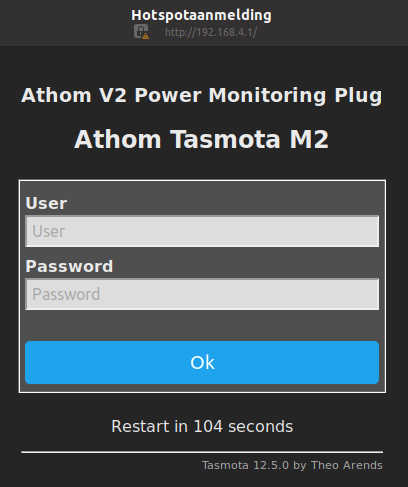 Hotspotaanmelding
http://192.168.4.1/
Athom V2 Power Monitoring Plug
Athom Tasmota M2
User
User
Password
Password
Ok
Restart in 104 seconds
Tasmota 12.5.0 by Theo Arends